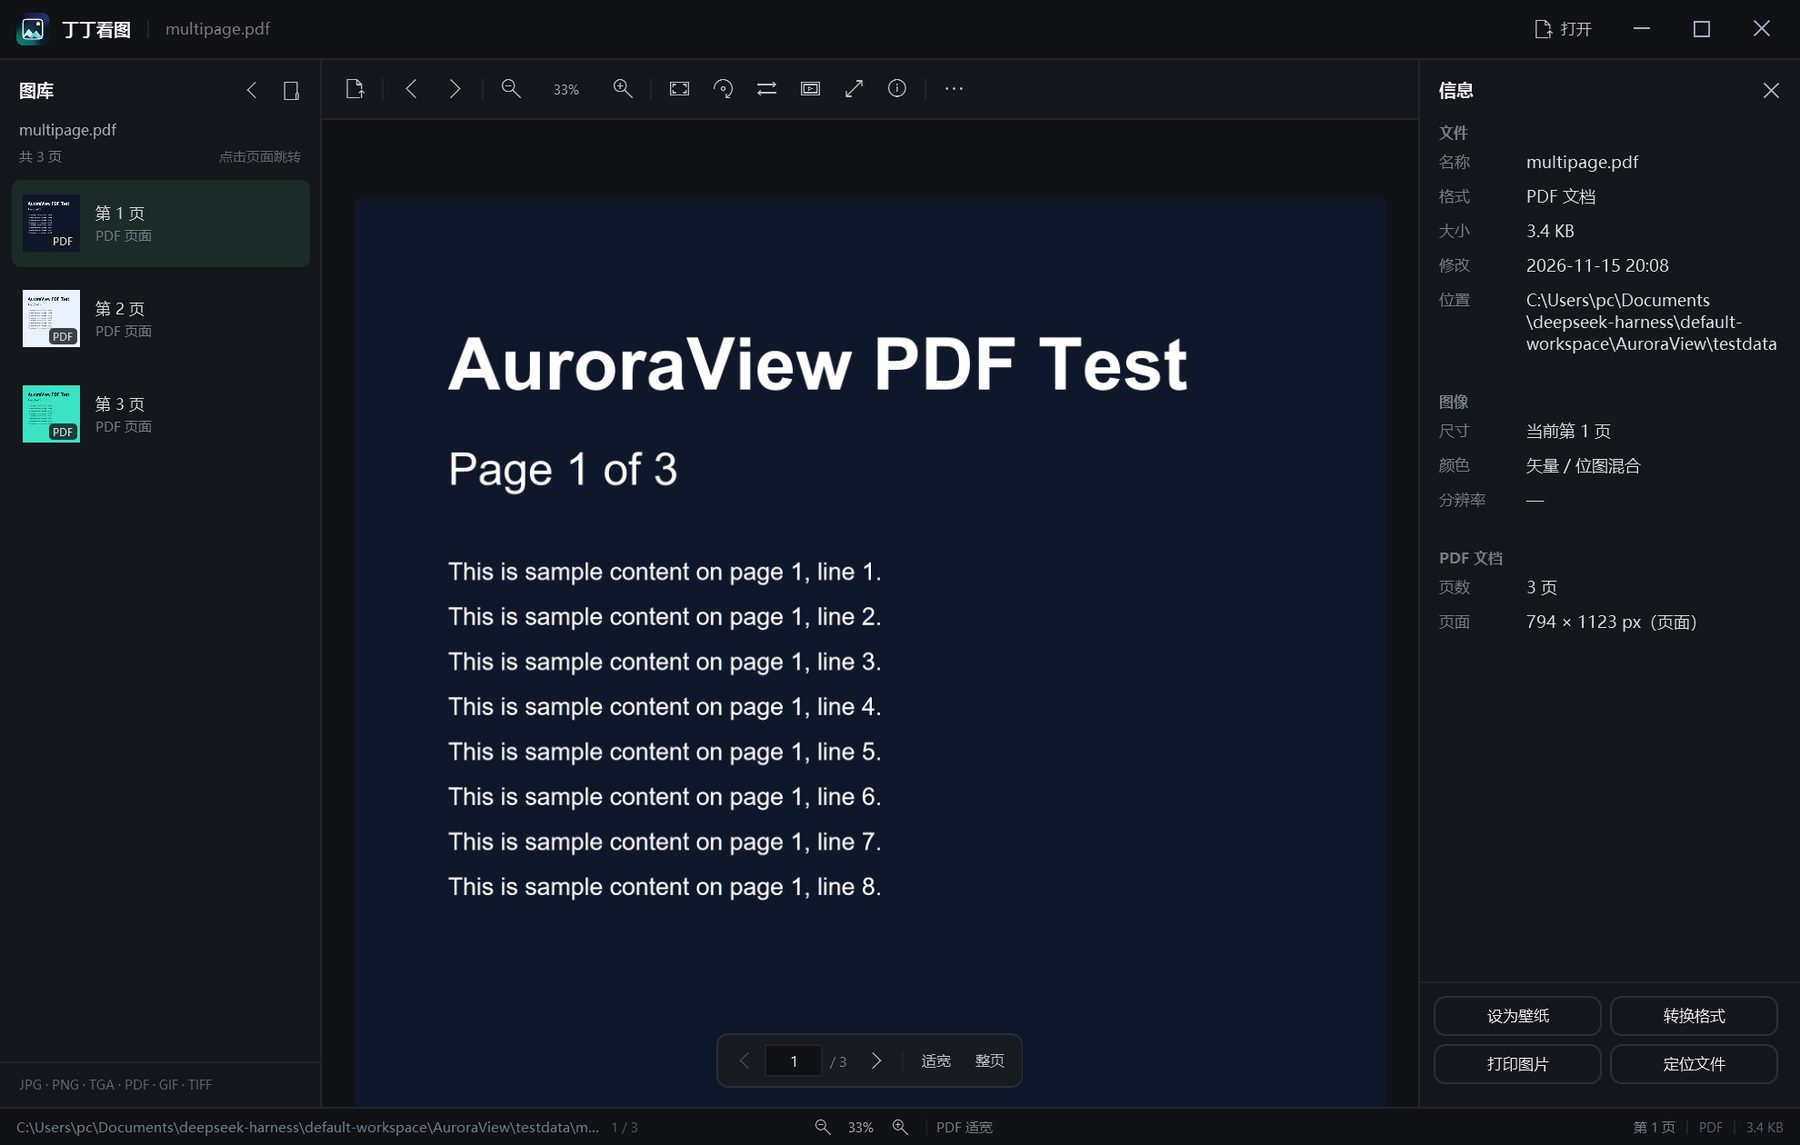 丁丁看图
multipage.pdf
打开
图库
multipage.pdf
共 3 页
点击页面跳转
AuroraView PDF Test
PDF
第 1 页
PDF 页面
AuroraView PDF Test
PDF
第 2 页
PDF 页面
AuroraView PDF Test
PDF
第 3 页
PDF 页面
JPG · PNG · TGA · PDF · GIF · TIFF
33%
AuroraView PDF Test
Page 1 of 3
This is sample content on page 1, line 1.
This is sample content on page 1, line 2.
This is sample content on page 1, line 3.
This is sample content on page 1, line 4.
This is sample content on page 1, line 5.
This is sample content on page 1, line 6.
This is sample content on page 1, line 7.
This is sample content on page 1, line 8.
1 / 3 适宽 整页
信息
文件
名称 multipage.pdf
格式 PDF 文档
大小 3.4 KB
修改 2026-11-15 20:08
位置 C:\Users\pc\Documents
\deepseek-harness\default-
workspace\AuroraView\testdata
图像
尺寸 当前第 1 页
颜色 矢量 / 位图混合
分辨率 —
PDF 文档
页数 3 页
页面 794 × 1123 px（页面）
设为壁纸 转换格式
打印图片 定位文件
C:\Users\pc\Documents\deepseek-harness\default-workspace\AuroraView\testdata\m... 1 / 3
33%
PDF 适宽
第 1 页 PDF 3.4 KB